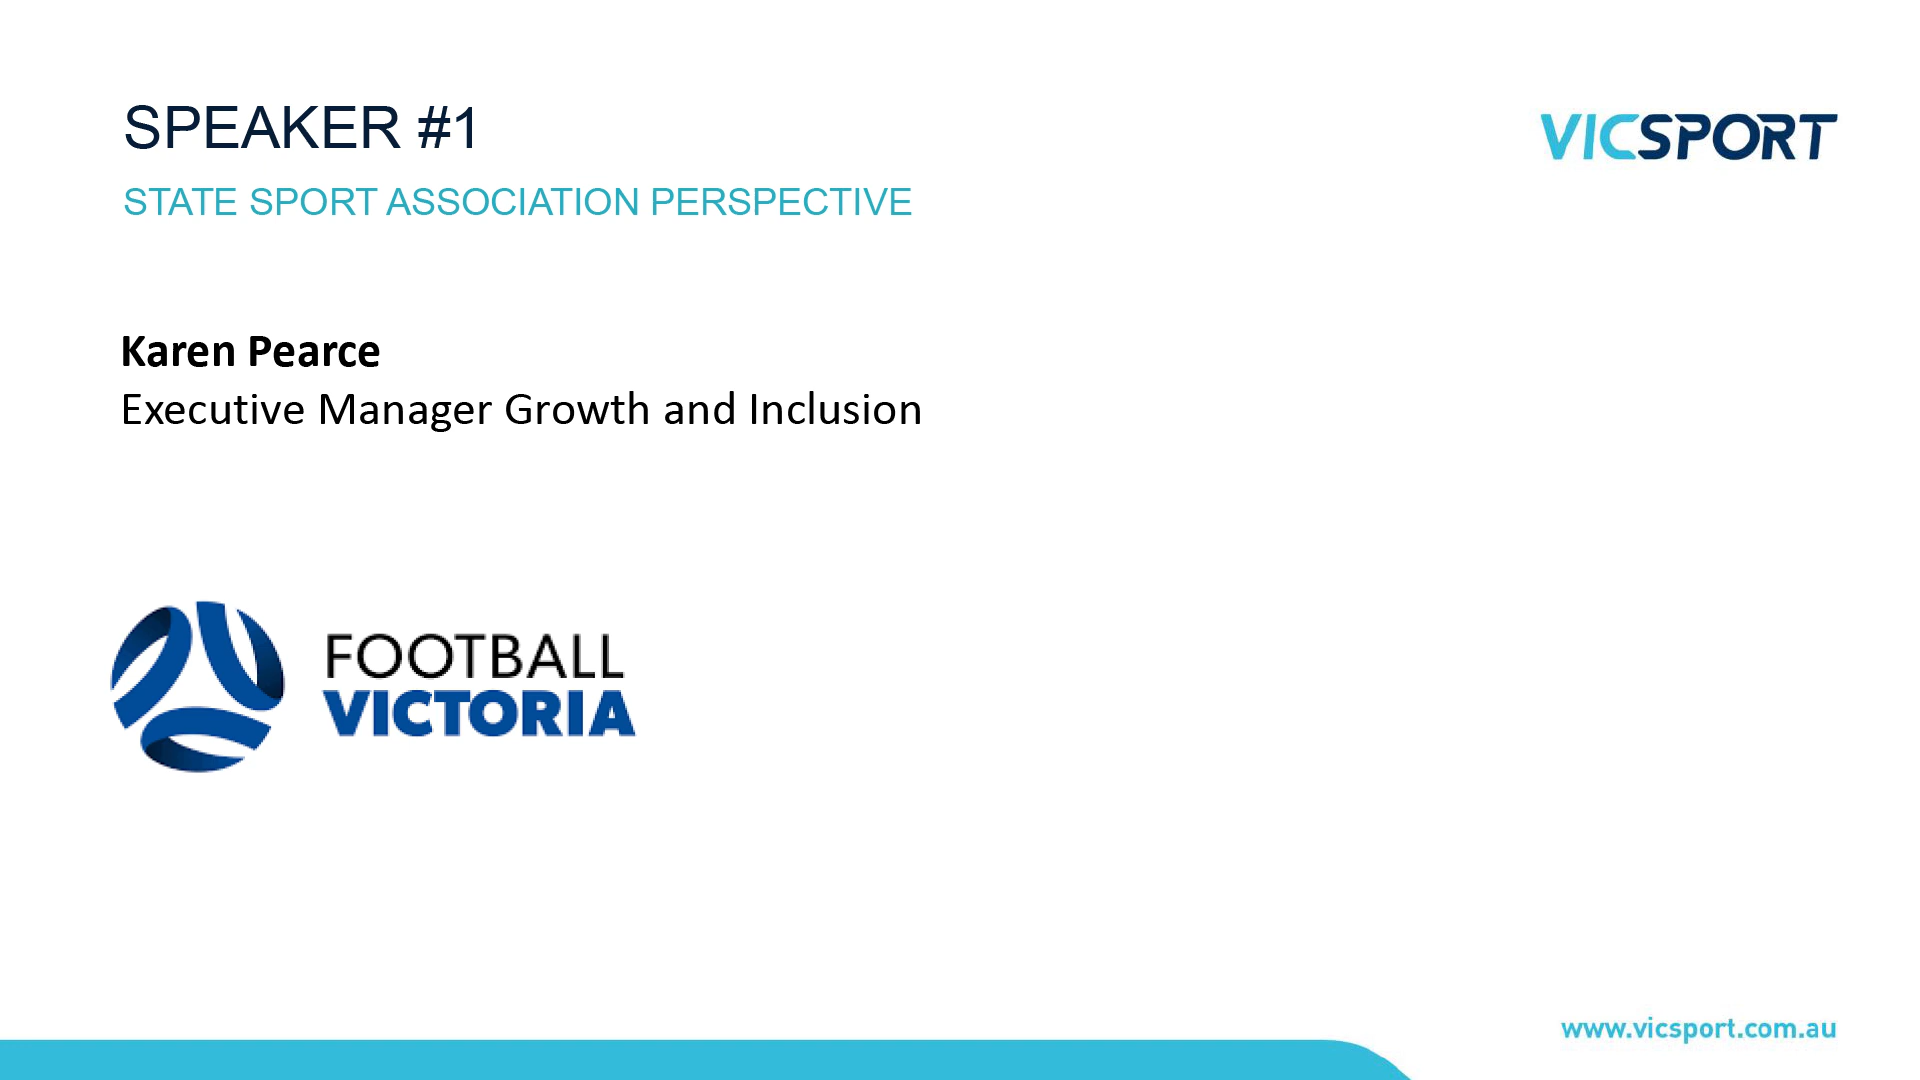 SPEAKER #1
VICSPORT
STATE SPORT ASSOCIATION PERSPECTIVE
Karen Pearce
Executive Manager Growth and Inclusion
FOOTBALL
VICTORIA
www.vicsport.com.au